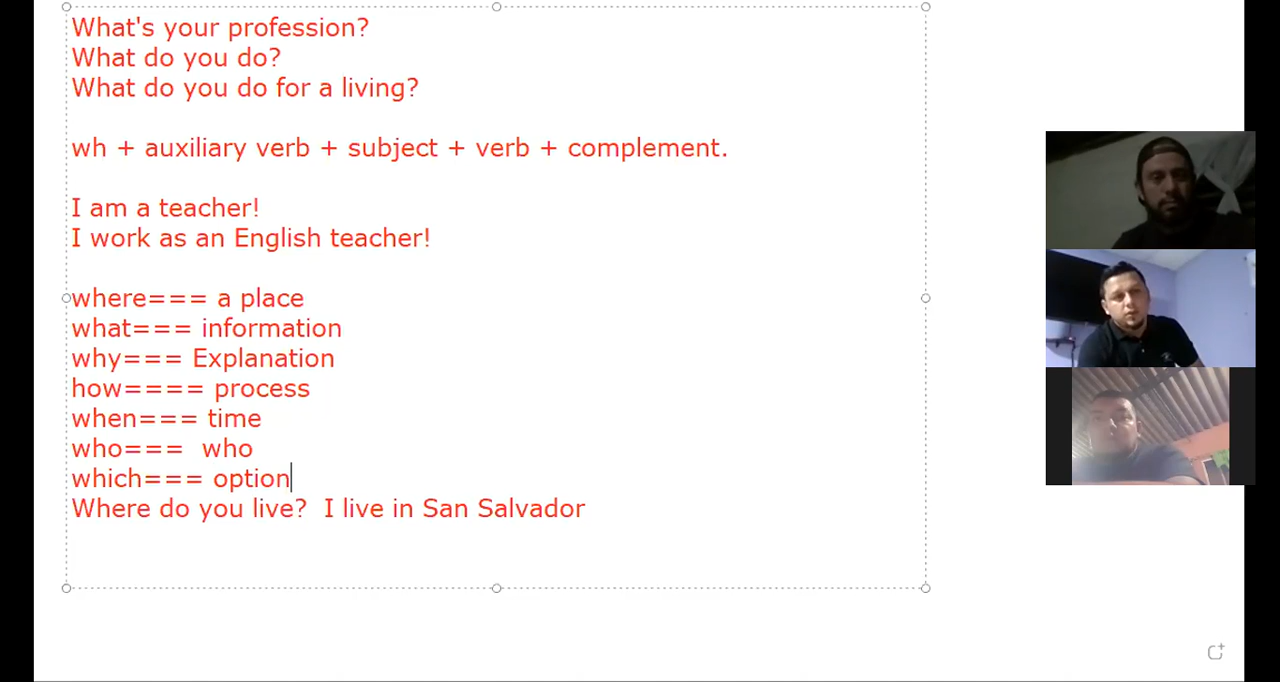 What's your profession?
What do you do?
What do you do for a living?
wh + auxiliary verb + subject + verb + complement.
I am a teacher!
I work as an English teacher!
where=== a place
what=== information
why=== Explanation
how==== process
when=== time
who===  who
which=== option
Where do you live?  I live in San Salvador